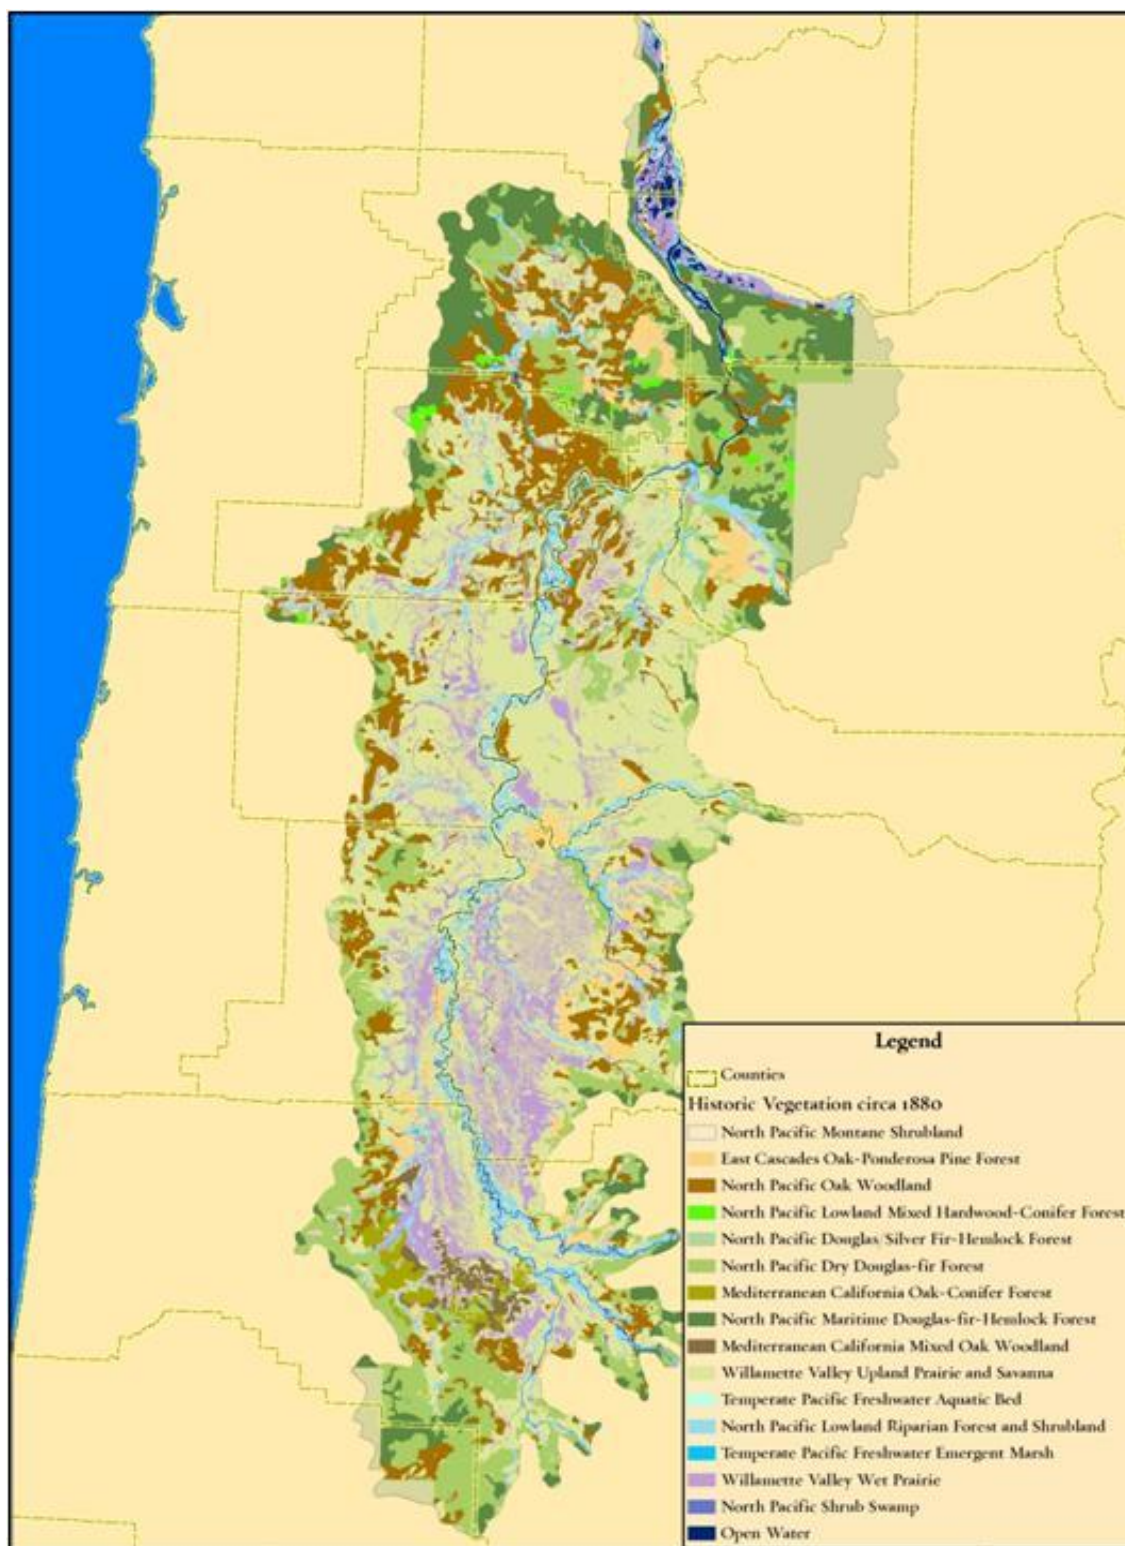 Legend
Counties
Historic Vegetation circa 1880
North Pacific Montane Shrubland
East Cascades Oak-Ponderosa Pine Forest
North Pacific Oak Woodland
North Pacific Lowland Mixed Hardwood-Conifer Forest
North Pacific Douglas/Silver Fir-Hemlock Forest
North Pacific Dry Douglas-fir Forest
Mediterranean California Oak-Conifer Forest
North Pacific Maritime Douglas-fir-Hemlock Forest
Mediterranean California Mixed Oak Woodland
Willamette Valley Upland Prairie and Savanna
Temperate Pacific Freshwater Aquatic Bed
North Pacific Lowland Riparian Forest and Shrubland
Temperate Pacific Freshwater Emergent Marsh
Willamette Valley Wet Prairie
North Pacific Shrub Swamp
Open Water